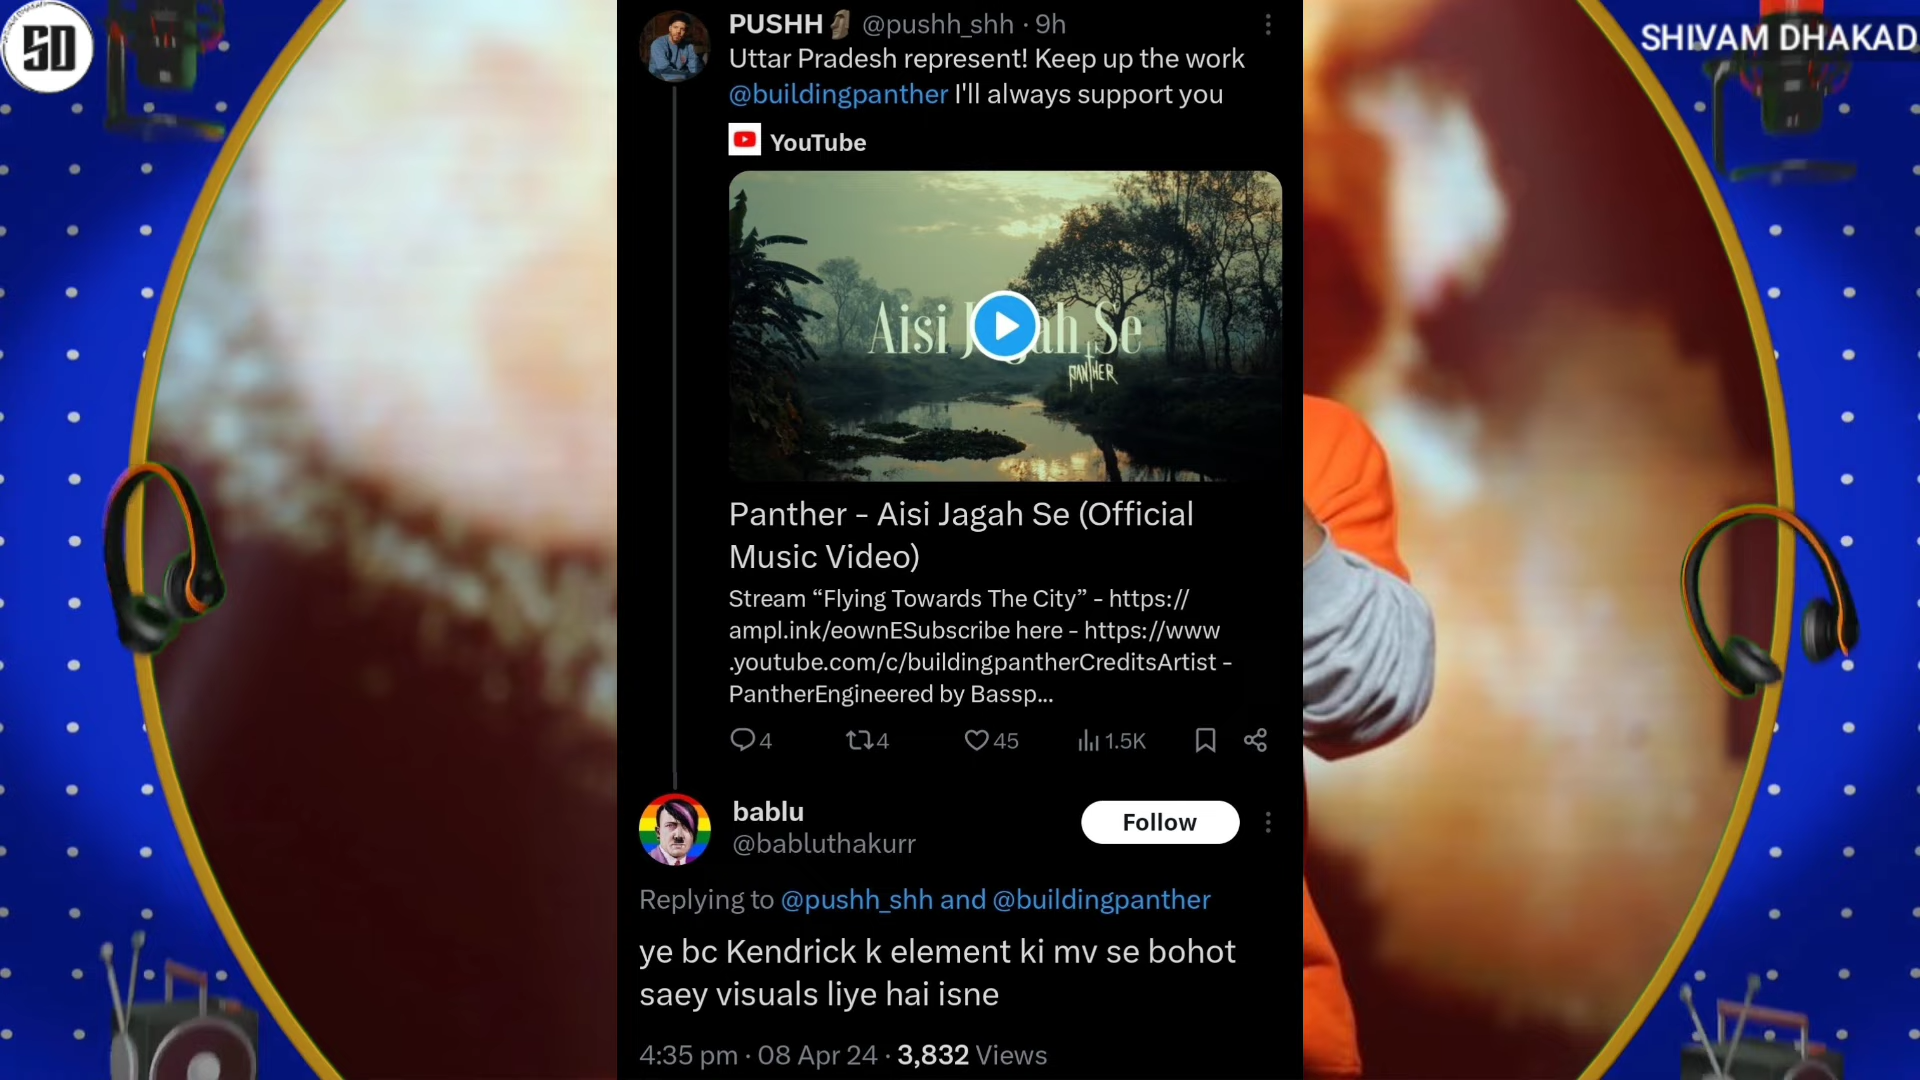 SD
SHIVAM DHAKAD
PUSHH🗿 @pushh_shh · 9h
Uttar Pradesh represent! Keep up the work
@buildingpanther I'll always support you
YouTube
Aisi Jagah Se
PANTHER
Panther - Aisi Jagah Se (Official
Music Video)
Stream “Flying Towards The City” - https://
ampl.ink/eownESubscribe here - https://www
.youtube.com/c/buildingpantherCreditsArtist -
PantherEngineered by Bassp...
4 4 45 1.5K
bablu
Follow
@babluthakurr
Replying to @pushh_shh and @buildingpanther
ye bc Kendrick k element ki mv se bohot
saey visuals liye hai isne
4:35 pm · 08 Apr 24 · 3,832 Views